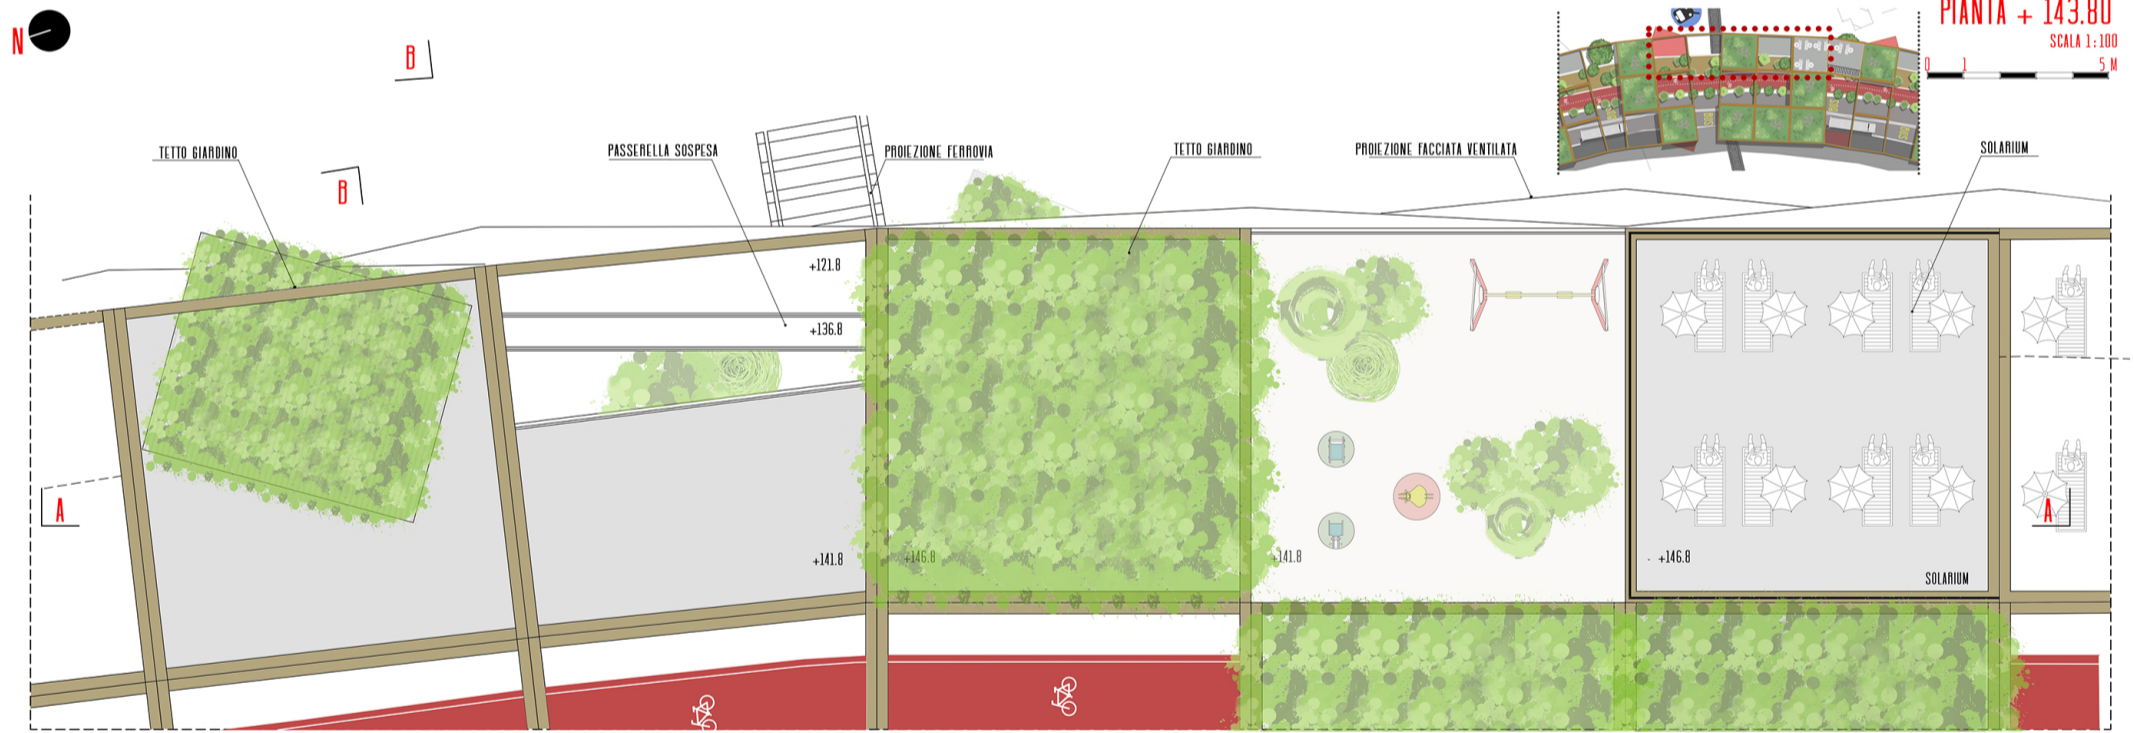 N
PIANTA + 143.80
SCALA 1:100
0 1 5 M
B
B
TETTO GIARDINO
PASSERELLA SOSPESA
PROIEZIONE FERROVIA
TETTO GIARDINO
PROIEZIONE FACCIATA VENTILATA
SOLARIUM
+121.8
+136.8
A
A
+141.8
+146.8
+141.8
+146.8
SOLARIUM